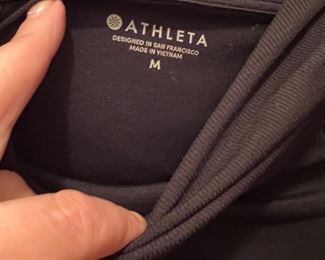 ATHLETA
DESIGNED IN SAN FRANCISCO
MADE IN VIETNAM
M